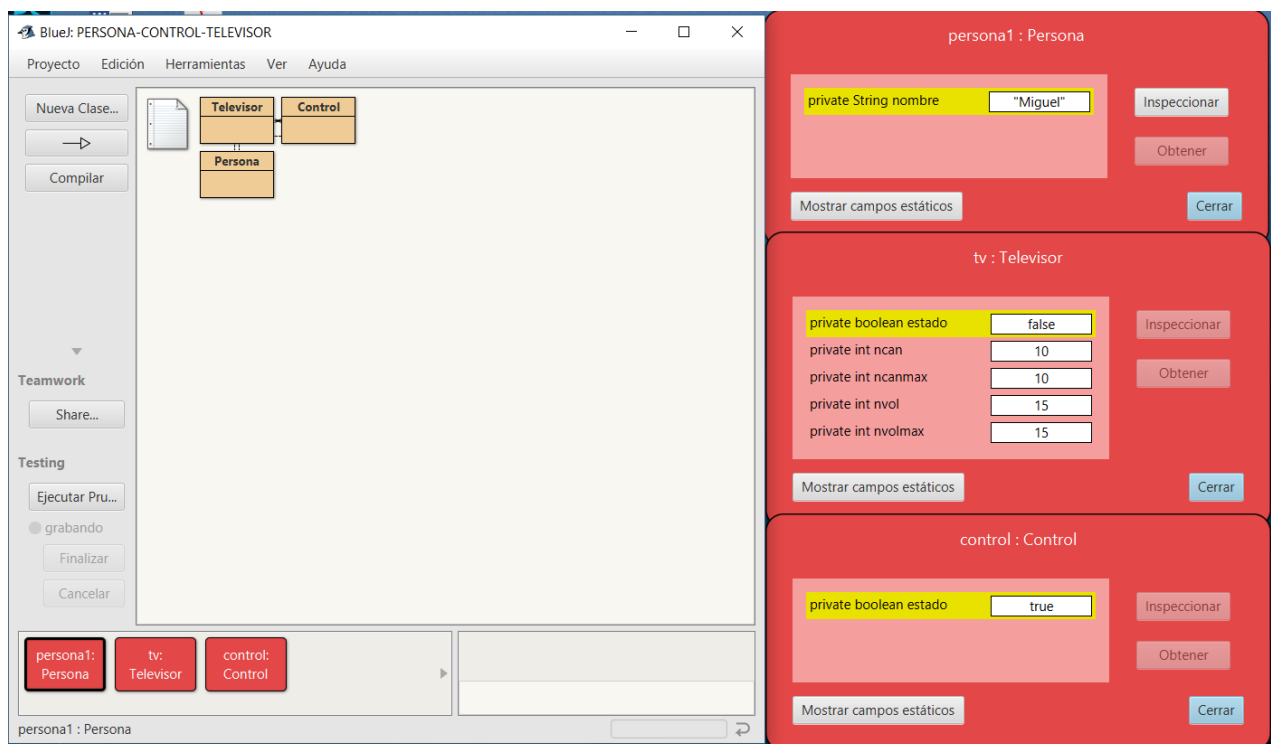 BlueJ: PERSONA-CONTROL-TELEVISOR
Proyecto Edición Herramientas Ver Ayuda
Nueva Clase...
Compilar
Teamwork
Share...
Testing
Ejecutar Pru...
grabando
Finalizar
Cancelar
Televisor
Control
Persona
persona1:
Persona
tv:
Televisor
control:
Control
persona1 : Persona
persona1 : Persona
private String nombre "Miguel"
Inspeccionar
Obtener
Mostrar campos estáticos
Cerrar
tv : Televisor
private boolean estado false
private int ncan 10
private int ncanmax 10
private int nvol 15
private int nvolmax 15
Inspeccionar
Obtener
Mostrar campos estáticos
Cerrar
control : Control
private boolean estado true
Inspeccionar
Obtener
Mostrar campos estáticos
Cerrar